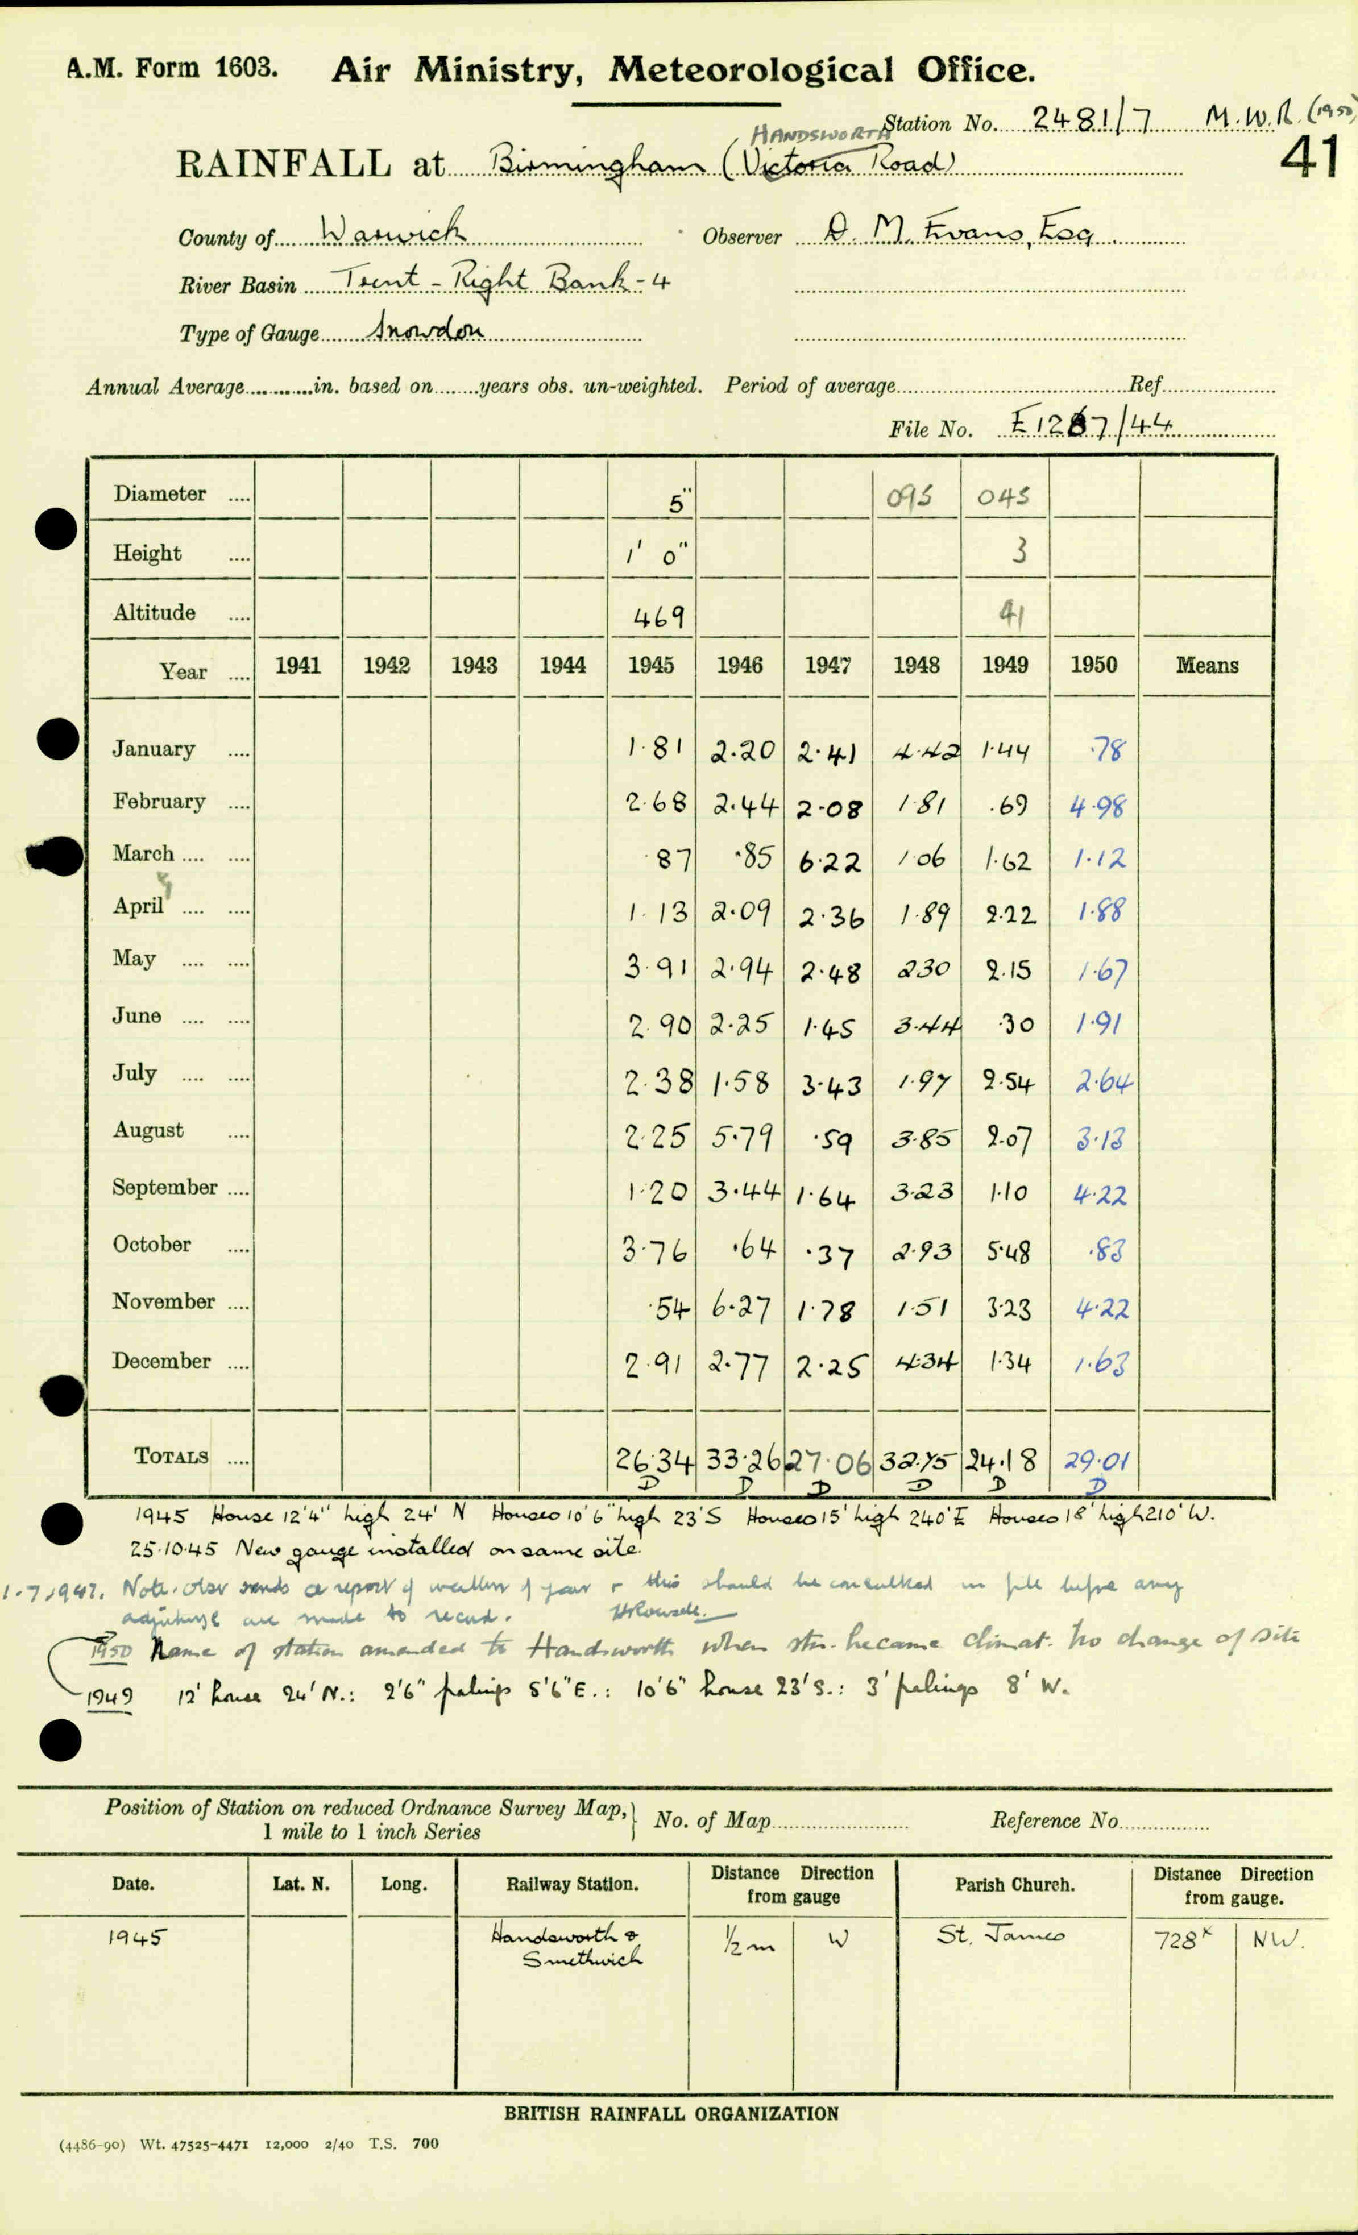 A.M. Form 1603. Air Ministry, Meteorological Office.
Station No. 2481/7 M.W.R. (1950)
HANDSWORTH
RAINFALL at Birmingham (Victoria Road) 41
County of Warwick Observer D. M. Evans, Esq.
River Basin Trent - Right Bank - 4
Type of Gauge Snowdon
Annual Average in. based on years obs. un-weighted. Period of average Ref.
File No. E1267/44
Diameter 5" 095 045
Height 1' 0" 3
Altitude 469 41
Year 1941 1942 1943 1944 1945 1946 1947 1948 1949 1950 Means
January 1.81 2.20 2.41 4.42 1.44 .78
February 2.68 2.44 2.08 1.81 .69 4.98
March .87 .85 6.22 1.06 1.62 1.12
April 1.13 2.09 2.36 1.89 2.22 1.88
May 3.91 2.94 2.48 2.30 2.15 1.67
June 2.90 2.25 1.45 3.44 .30 1.91
July 2.38 1.58 3.43 1.97 2.54 2.64
August 2.25 5.79 .59 3.85 2.07 3.13
September 1.20 3.44 1.64 3.23 1.10 4.22
October 3.76 .64 .37 2.93 5.48 .83
November .54 6.27 1.78 1.51 3.23 4.22
December 2.91 2.77 2.25 4.34 1.34 1.63
TOTALS 26.34 33.26 27.06 32.75 24.18 29.01
D D D D D D
1945 House 12'4" high 24' N Houses 10'6" high 23'S Houses 15' high 240'E Houses 18' high 210' W.
25.10.45 New gauge installed on same site.
1.7.1947. Note. Obsr sends a report of weather of year & this should be consulted in file before any
are made to record.
1950 Name of station amended to Handsworth when stn. became climat. No change of site
1949 12' house 24' N.: 2'6" palings 5'6" E.: 10'6" house 23' S.: 3' palings 8' W.
Position of Station on reduced Ordnance Survey Map, 1 mile to 1 inch Series No. of Map Reference No.
Date. Lat. N. Long. Railway Station. Distance Direction from gauge Parish Church. Distance Direction from gauge.
1945 Handsworth & Smethwick 1/2 m W St. James 728x NW.
BRITISH RAINFALL ORGANIZATION
(4486-90) Wt. 47525-4471 12,000 2/40 T.S. 700